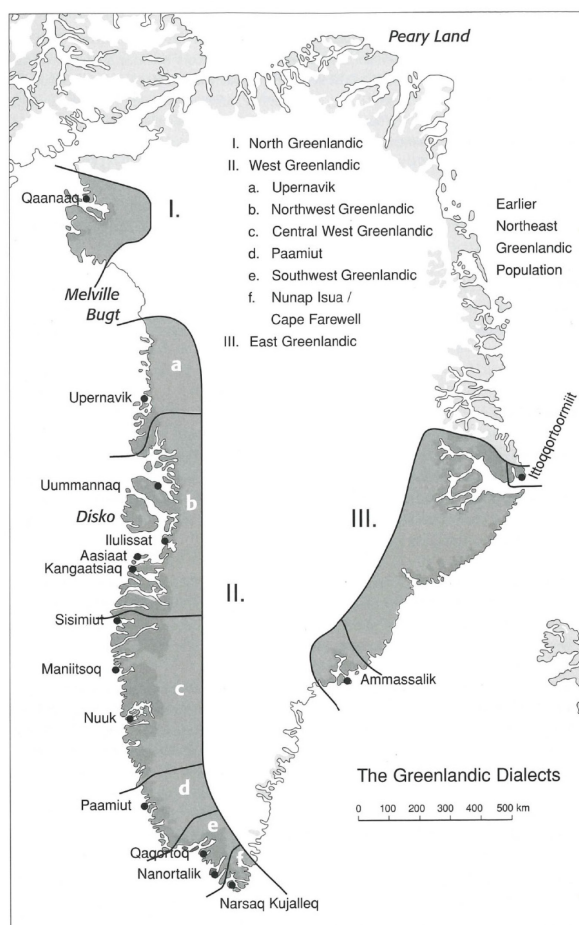 Peary Land
I. North Greenlandic
II. West Greenlandic
a. Upernavik
b. Northwest Greenlandic
c. Central West Greenlandic
d. Paamiut
e. Southwest Greenlandic
f. Nunap Isua /
Cape Farewell
III. East Greenlandic
Earlier
Northeast
Greenlandic
Population
Qaanaaq
I.
Melville
Bugt
a
Upernavik
Uummannaq
b
Disko
Ilulissat
Aasiaat
Kangaatsiaq
II.
III.
Ittoqqortoormiit
Sisimiut
Maniitsoq
c
Nuuk
Ammassalik
d
Paamiut
e
Qaqortoq
f
Nanortalik
Narsaq Kujalleq
The Greenlandic Dialects
0 100 200 300 400 500 km